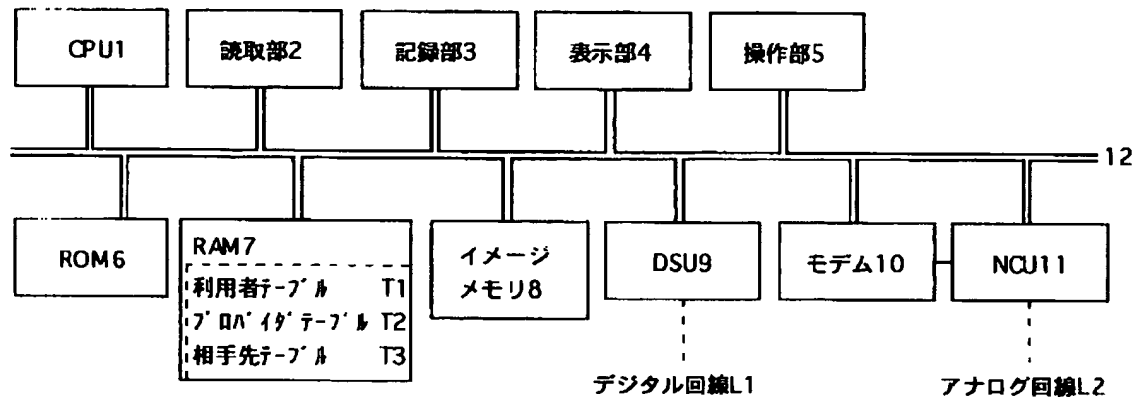 CPU1
読取部2
記録部3
表示部4
操作部5
12
ROM6
RAM7
利用者テーブル T1
プロバイダテーブル T2
相手先テーブル T3
イメージ
メモリ8
DSU9
モデム10
NCU11
デジタル回線L1
アナログ回線L2